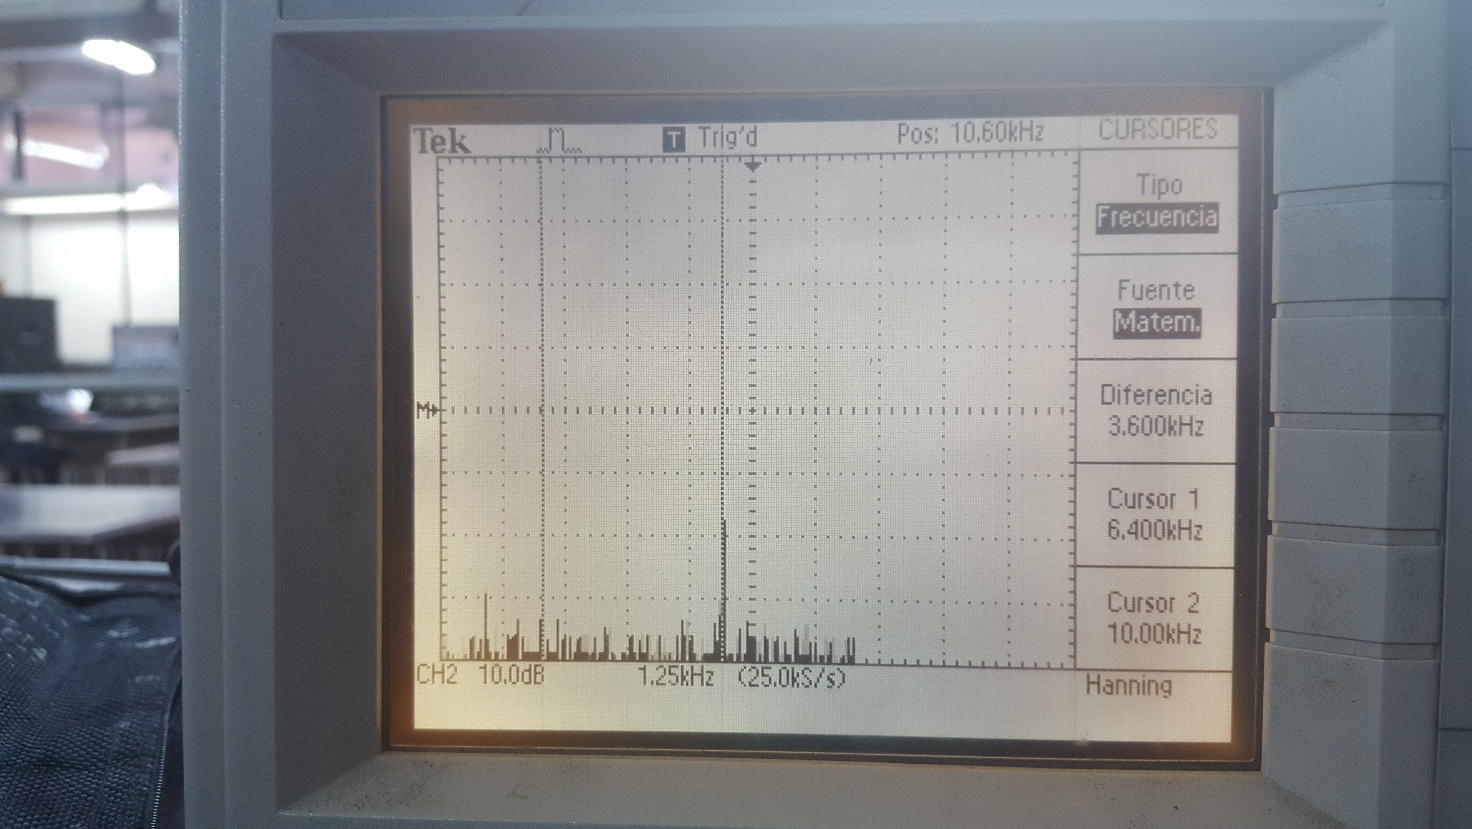 Tek T Trig'd Pos: 10.60kHz CURSORES
Tipo
Frecuencia
Fuente
Matem.
M
Diferencia
3.600kHz
Cursor 1
6.400kHz
Cursor 2
10.00kHz
CH2 10.0dB 1.25kHz (25.0kS/s) Hanning